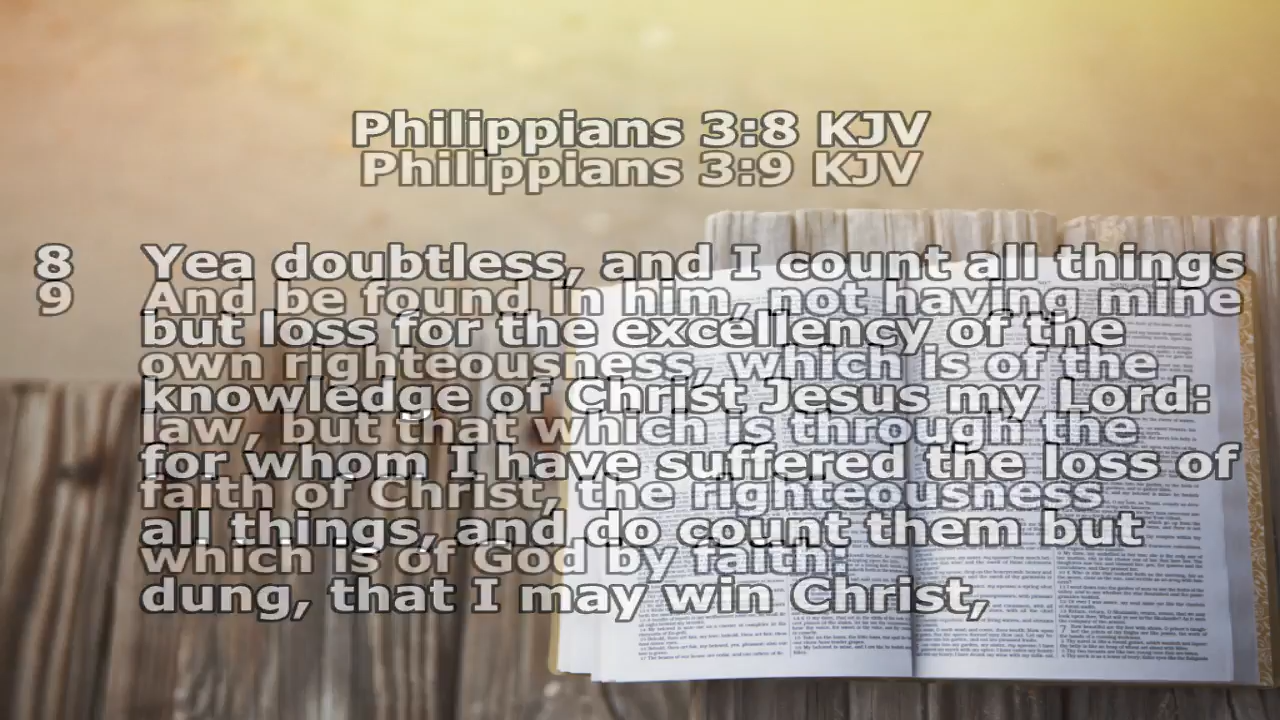 Philippians 3:8 KJV
Philippians 3:9 KJV
8 Yea doubtless, and I count all things
9 And be found in him, not having mine
but loss for the excellency of the
own righteousness, which is of the
knowledge of Christ Jesus my Lord:
law, but that which is through the
for whom I have suffered the loss of
faith of Christ, the righteousness
all things, and do count them but
which is of God by faith:
dung, that I may win Christ,